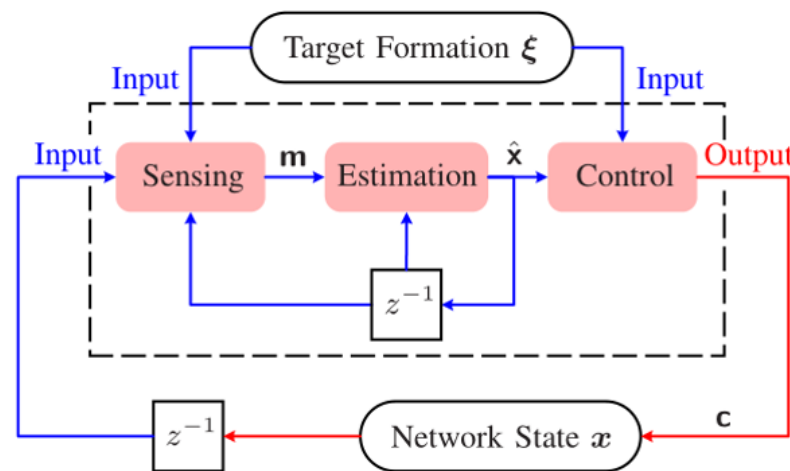 Target Formation ξ
Input
Input
Input
Sensing
m
Estimation
x̂
Control
Output
z⁻¹
z⁻¹
Network State x
c